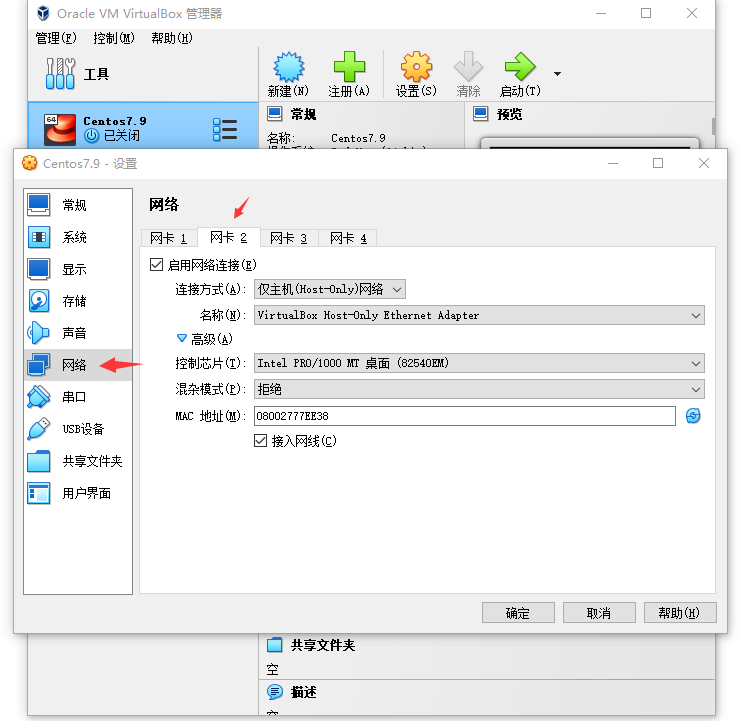 Oracle VM VirtualBox 管理器
管理(F) 控制(M) 帮助(H)
工具
新建(N) 注册(A) 设置(S) 清除 启动(T)
64
Centos7.9
已关闭
常规
名称: Centos7.9
预览
Centos7.9 - 设置
常规
系统
显示
存储
声音
网络
串口
USB设备
共享文件夹
用户界面
网络
网卡 1 网卡 2 网卡 3 网卡 4
启用网络连接(E)
连接方式(A): 仅主机(Host-Only)网络
名称(N): VirtualBox Host-Only Ethernet Adapter
高级(A)
控制芯片(T): Intel PRO/1000 MT 桌面 (82540EM)
混杂模式(P): 拒绝
MAC 地址(M): 08002777EE38
接入网线(C)
确定 取消 帮助(H)
共享文件夹
空
描述